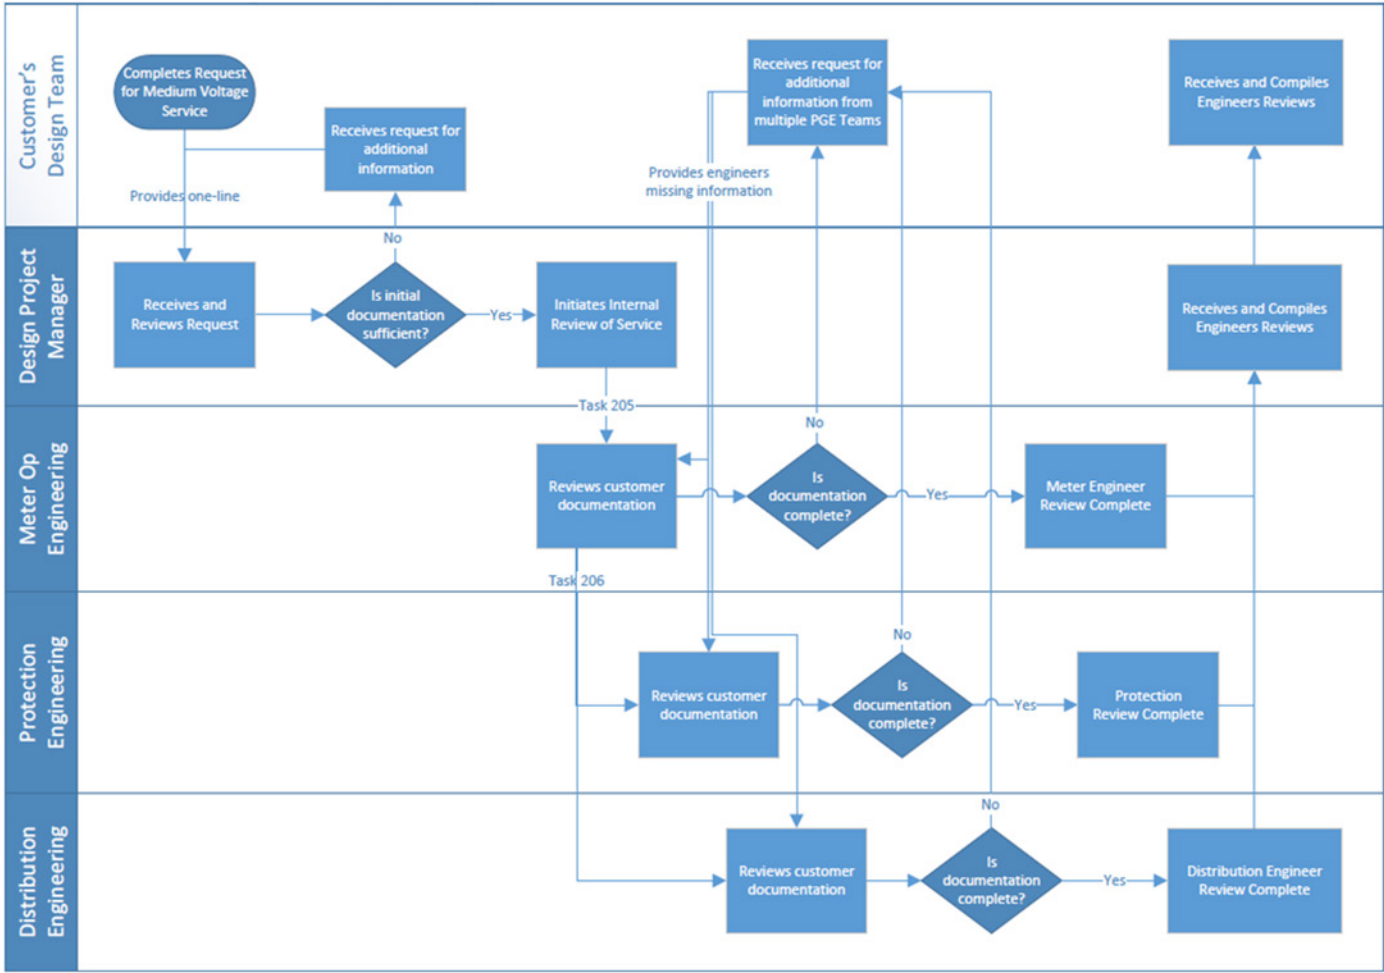 Customer's
Design Team
Completes Request
for Medium Voltage
Service
Receives request for
additional
information
Provides one-line
Receives request for
additional
information from
multiple PGE Teams
Provides engineers
missing information
Receives and Compiles
Engineers Reviews
Design Project
Manager
Receives and
Reviews Request
No
Is initial
documentation
sufficient?
Yes
Initiates Internal
Review of Service
Receives and Compiles
Engineers Reviews
Task 205
Meter Op
Engineering
Reviews customer
documentation
No
Is
documentation
complete?
Yes
Meter Engineer
Review Complete
Task 206
Protection
Engineering
Reviews customer
documentation
No
Is
documentation
complete?
Yes
Protection
Review Complete
Distribution
Engineering
Reviews customer
documentation
No
Is
documentation
complete?
Yes
Distribution Engineer
Review Complete